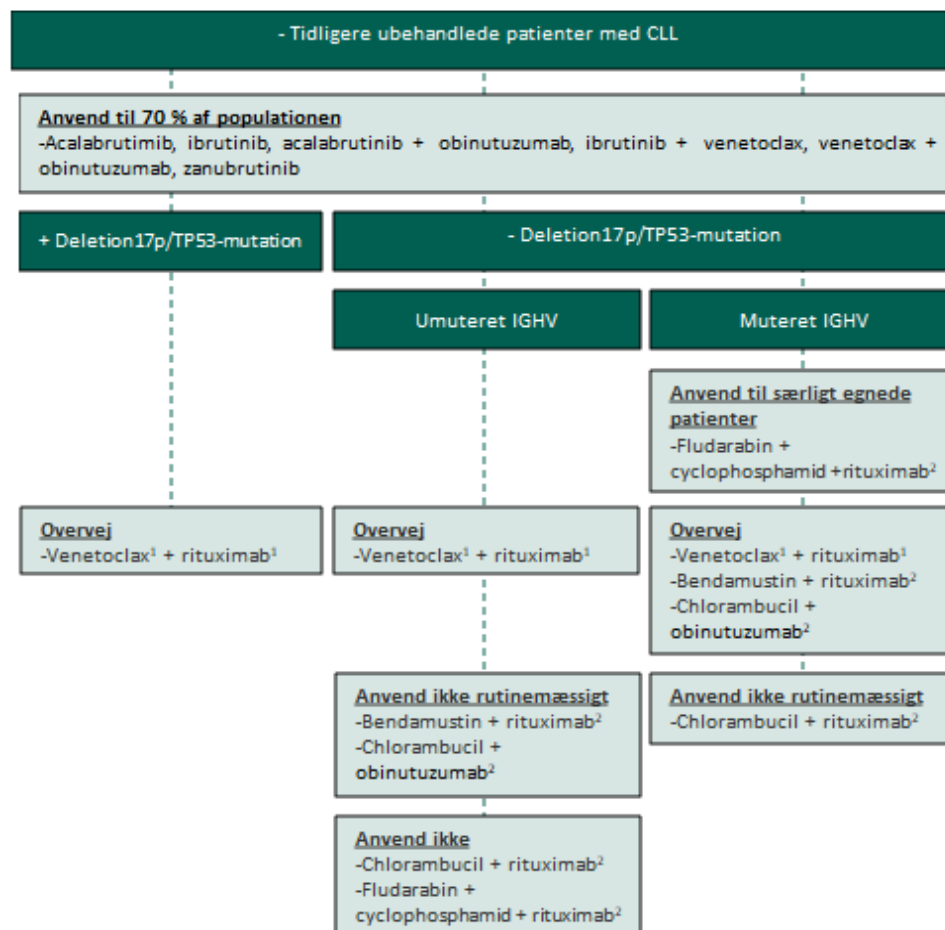 - Tidligere ubehandlede patienter med CLL
Anvend til 70 % af populationen
-Acalabrutimib, ibrutinib, acalabrutinib + obinutuzumab, ibrutinib + venetoclax, venetoclax +
obinutuzumab, zanubrutinib
+ Deletion17p/TP53-mutation
- Deletion17p/TP53-mutation
Umuteret IGHV
Muteret IGHV
Anvend til særligt egnede
patienter
-Fludarabin +
cyclophosphamid +rituximab²
Overvej
-Venetoclax¹ + rituximab¹
Overvej
-Venetoclax¹ + rituximab¹
Overvej
-Venetoclax¹ + rituximab¹
-Bendamustin + rituximab²
-Chlorambucil +
obinutuzumab²
Anvend ikke rutinemæssigt
-Bendamustin + rituximab²
-Chlorambucil +
obinutuzumab²
Anvend ikke rutinemæssigt
-Chlorambucil + rituximab²
Anvend ikke
-Chlorambucil + rituximab²
-Fludarabin +
cyclophosphamid + rituximab²